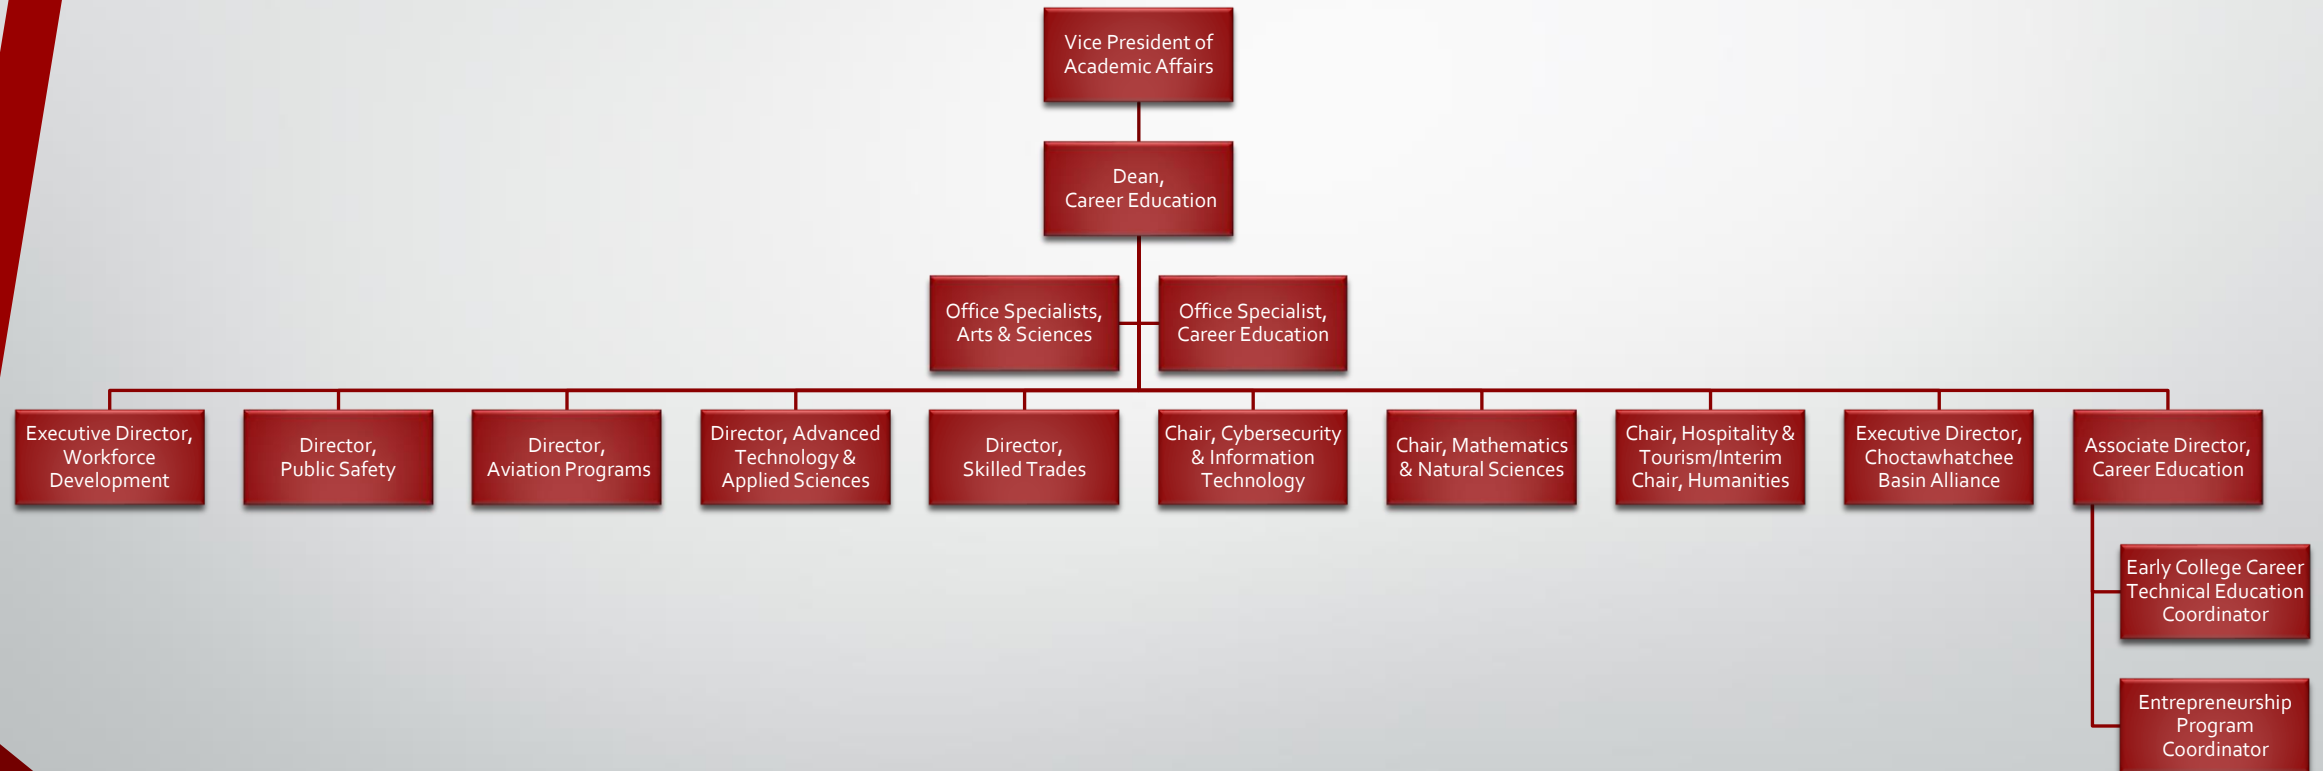 Vice President of
Academic Affairs
Dean,
Career Education
Office Specialists,
Arts & Sciences
Office Specialist,
Career Education
Executive Director,
Workforce
Development
Director,
Public Safety
Director,
Aviation Programs
Director, Advanced
Technology &
Applied Sciences
Director,
Skilled Trades
Chair, Cybersecurity
& Information
Technology
Chair, Mathematics
& Natural Sciences
Chair, Hospitality &
Tourism/Interim
Chair, Humanities
Executive Director,
Choctawhatchee
Basin Alliance
Associate Director,
Career Education
Early College Career
Technical Education
Coordinator
Entrepreneurship
Program
Coordinator